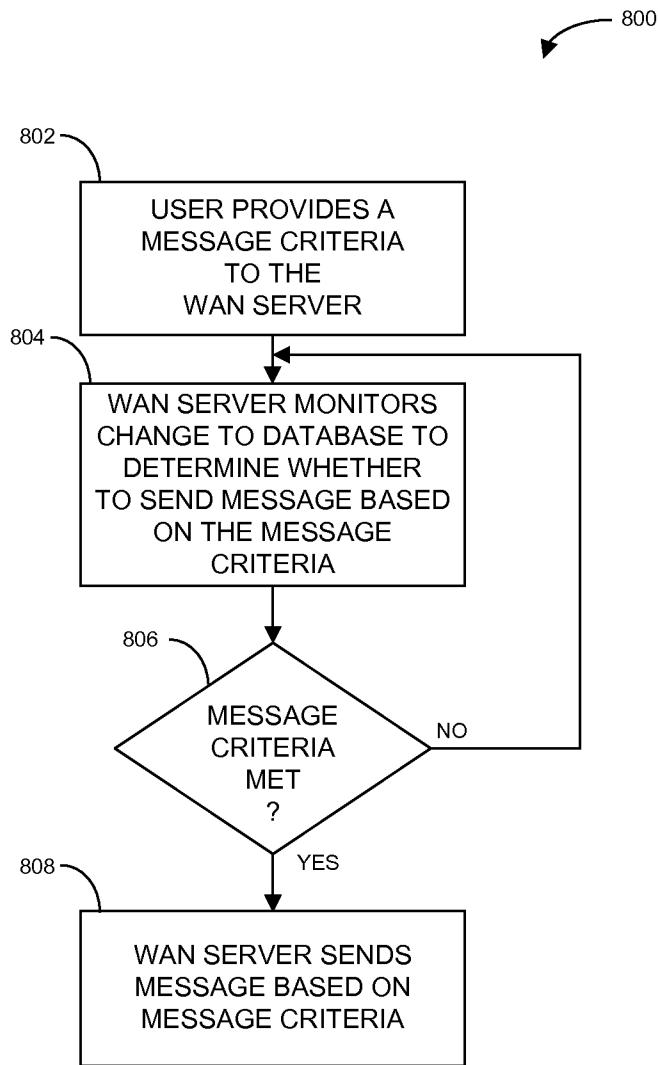 800
802
USER PROVIDES A
MESSAGE CRITERIA
TO THE
WAN SERVER
804
WAN SERVER MONITORS
CHANGE TO DATABASE TO
DETERMINE WHETHER
TO SEND MESSAGE BASED
ON THE MESSAGE
CRITERIA
806
MESSAGE
CRITERIA
MET
?
NO
YES
808
WAN SERVER SENDS
MESSAGE BASED ON
MESSAGE CRITERIA